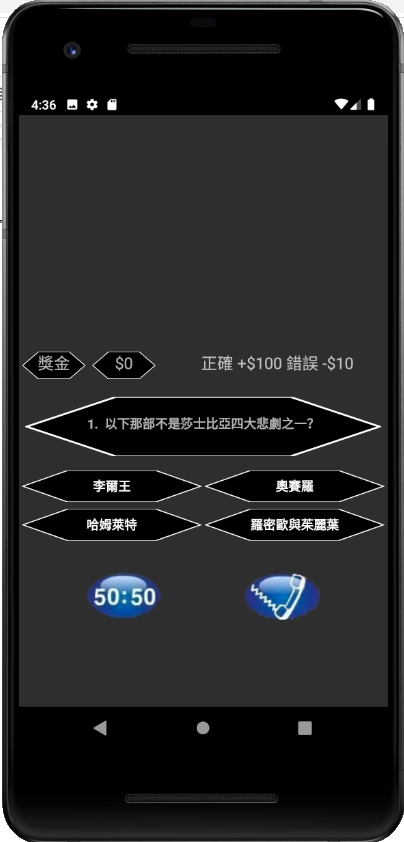 4:36
獎金 $0 正確 +$100 錯誤 -$10
1. 以下那部不是莎士比亞四大悲劇之一?
李爾王 奧賽羅
哈姆萊特 羅密歐與茱麗葉
50:50